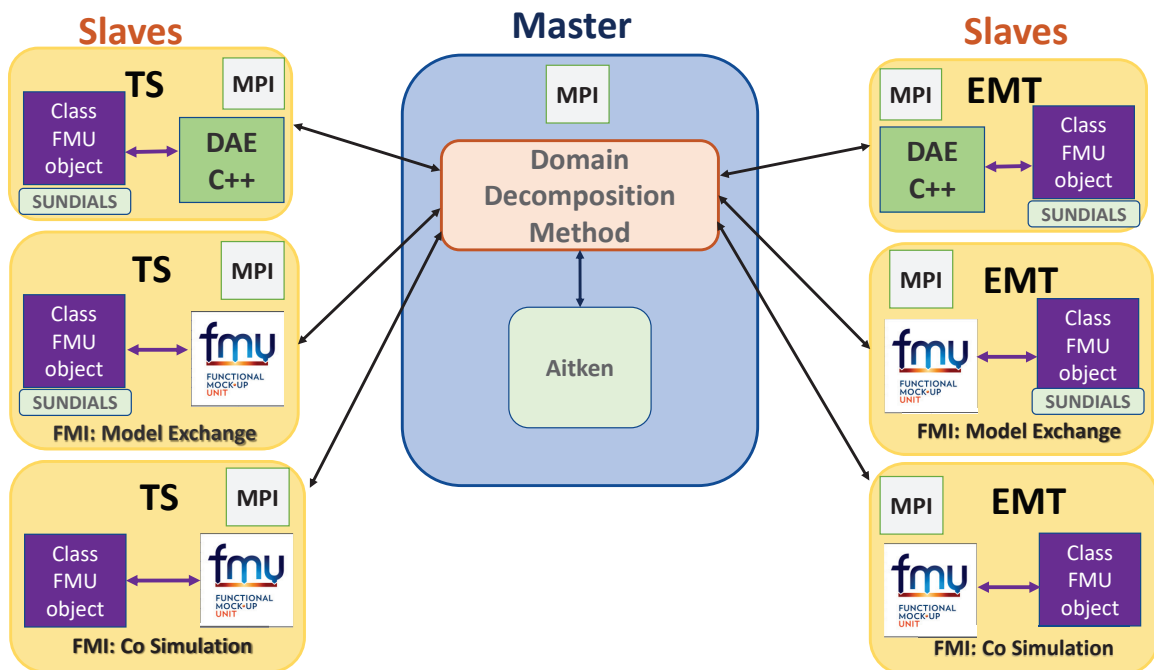 Slaves
TS
MPI
Class
FMU
object
SUNDIALS
DAE
C++
TS
MPI
Class
FMU
object
SUNDIALS
fmu
FUNCTIONAL
MOCK-UP
UNIT
FMI: Model Exchange
TS
MPI
Class
FMU
object
fmu
FUNCTIONAL
MOCK-UP
UNIT
FMI: Co Simulation
Master
MPI
Domain
Decomposition
Method
Aitken
Slaves
MPI
EMT
DAE
C++
Class
FMU
object
SUNDIALS
MPI
EMT
fmu
FUNCTIONAL
MOCK-UP
UNIT
Class
FMU
object
SUNDIALS
FMI: Model Exchange
MPI
EMT
fmu
FUNCTIONAL
MOCK-UP
UNIT
Class
FMU
object
FMI: Co Simulation